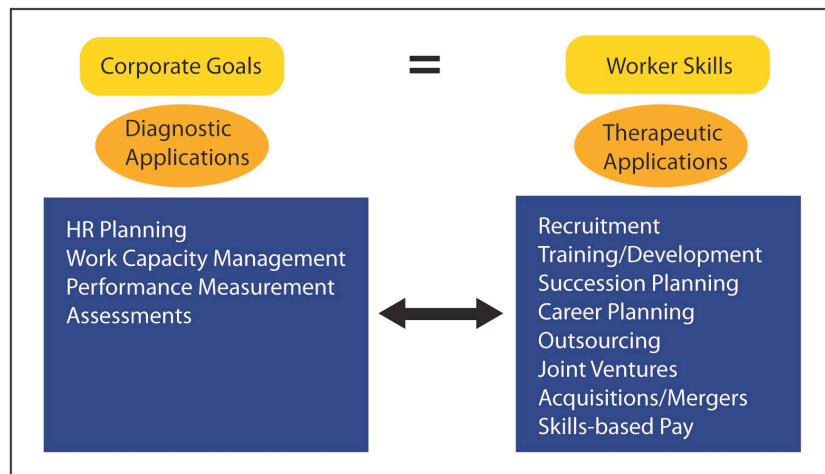 Corporate Goals
=
Worker Skills
Diagnostic
Applications
Therapeutic
Applications
HR Planning
Work Capacity Management
Performance Measurement
Assessments
Recruitment
Training/Development
Succession Planning
Career Planning
Outsourcing
Joint Ventures
Acquisitions/Mergers
Skills-based Pay